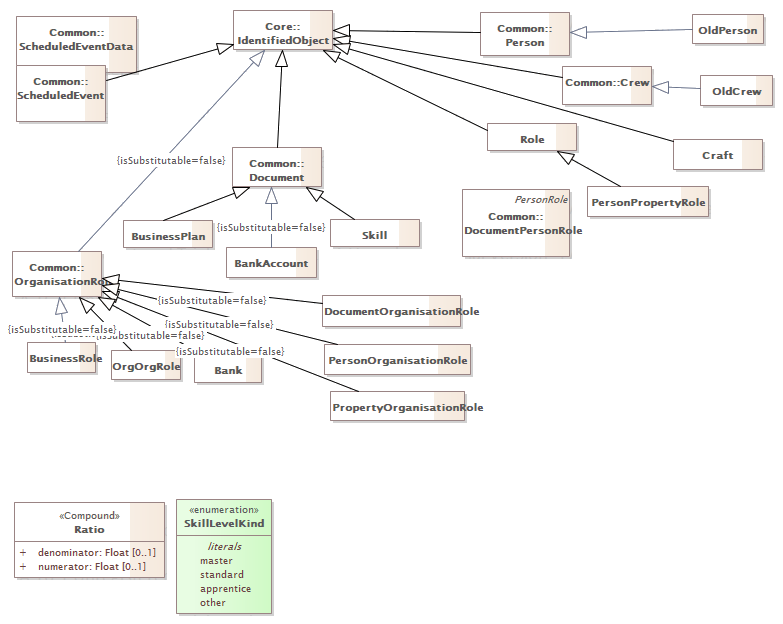 Common::
ScheduledEventData
Common::
ScheduledEvent
Core::
IdentifiedObject
Common::
Person
OldPerson
Common::Crew
OldCrew
Role
Craft
{isSubstitutable=false}
Common::
Document
PersonRole
Common::
DocumentPersonRole
PersonPropertyRole
BusinessPlan
{isSubstitutable=false}
Skill
BankAccount
Common::
OrganisationRole
{isSubstitutable=false}
DocumentOrganisationRole
{isSubstitutable=false}
{isSubstitutable=false}
isSubstitutable=false}
{isSubstitutable=false}
BusinessRole
OrgOrgRole
Bank
PersonOrganisationRole
PropertyOrganisationRole
«Compound»
Ratio
+ denominator: Float [0..1]
+ numerator: Float [0..1]
«enumeration»
SkillLevelKind
literals
master
standard
apprentice
other